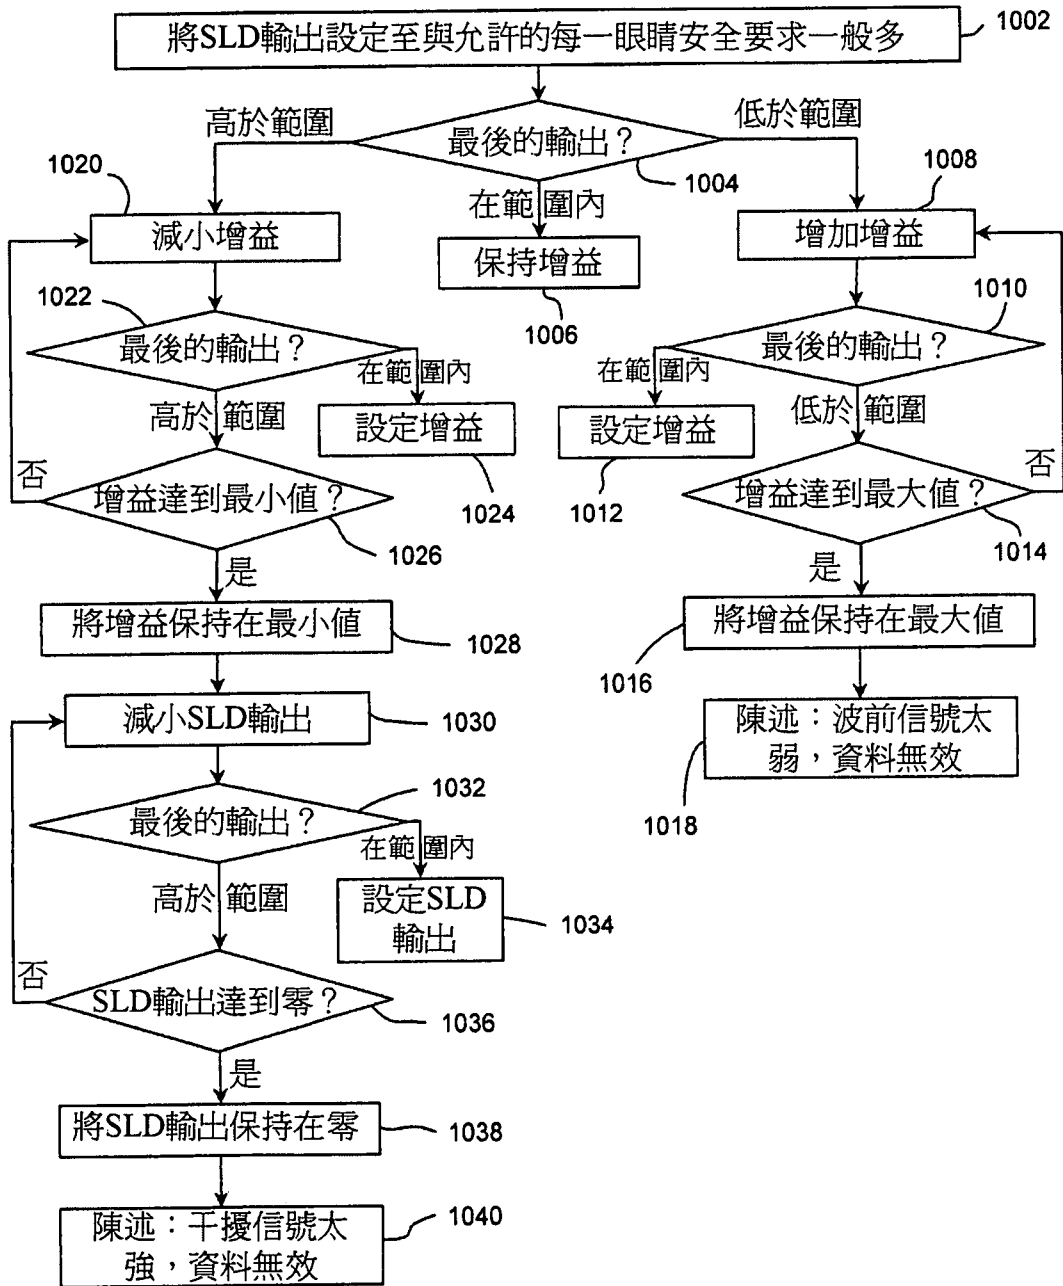 將SLD輸出設定至與允許的每一眼睛安全要求一般多
1002
高於範圍
最後的輸出？
低於範圍
1004
在範圍內
1020
減小增益
保持增益
1006
1008
增加增益
1022
最後的輸出？
在範圍內
設定增益
1024
高於範圍
1010
最後的輸出？
在範圍內
設定增益
1012
低於範圍
否
增益達到最小值？
1026
是
增益達到最大值？
否
1014
是
將增益保持在最小值
1028
將增益保持在最大值
1016
減小SLD輸出
1030
陳述：波前信號太
弱，資料無效
1018
最後的輸出？
1032
在範圍內
設定SLD
輸出
1034
高於範圍
否
SLD輸出達到零？
1036
是
將SLD輸出保持在零
1038
陳述：干擾信號太
強，資料無效
1040